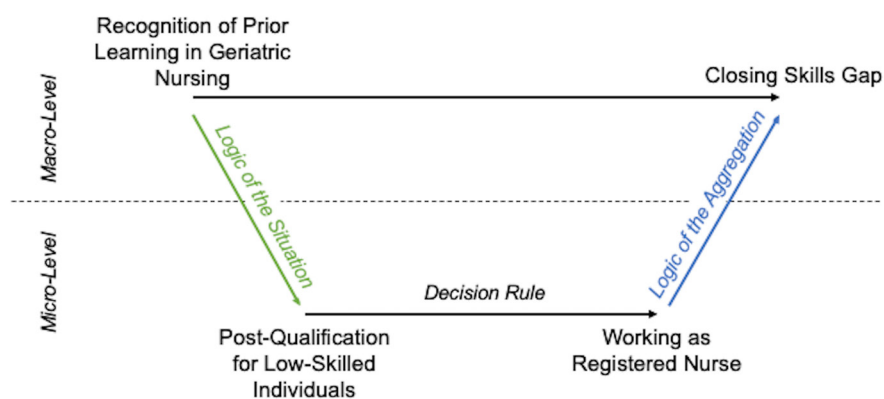 Recognition of Prior
Learning in Geriatric
Nursing
Closing Skills Gap
Macro-Level
Logic of the Situation
Logic of the Aggregation
Micro-Level
Decision Rule
Post-Qualification
for Low-Skilled
Individuals
Working as
Registered Nurse